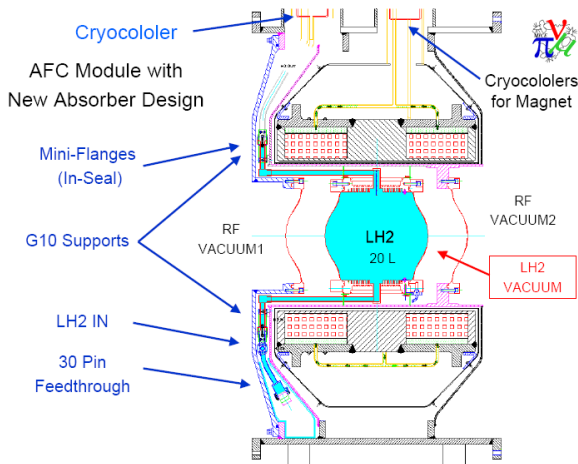 Cryocololer
AFC Module with
New Absorber Design
Cryocololers
for Magnet
Mini-Flanges
(In-Seal)
G10 Supports
RF
VACUUM1
LH2
20 L
RF
VACUUM2
LH2
VACUUM
LH2 IN
30 Pin
Feedthrough
πνμ